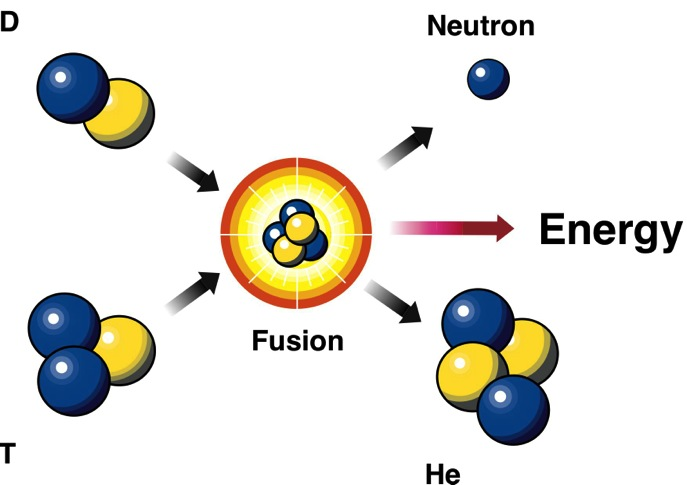 D
Neutron
Energy
Fusion
T
He